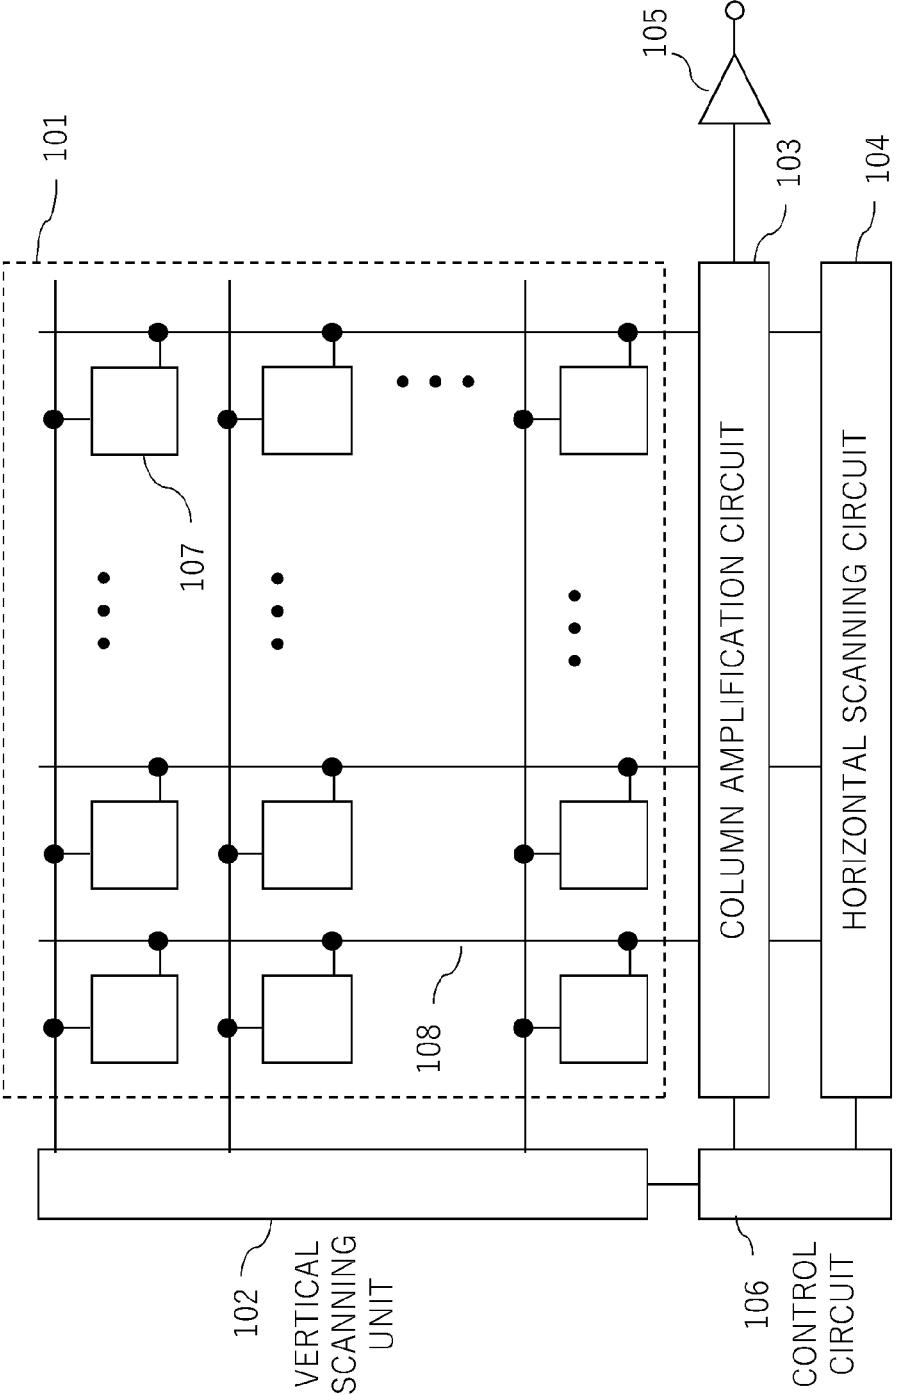 101
105
107
103
104
108
COLUMN AMPLIFICATION CIRCUIT
HORIZONTAL SCANNING CIRCUIT
102
VERTICAL
SCANNING
UNIT
106
CONTROL
CIRCUIT